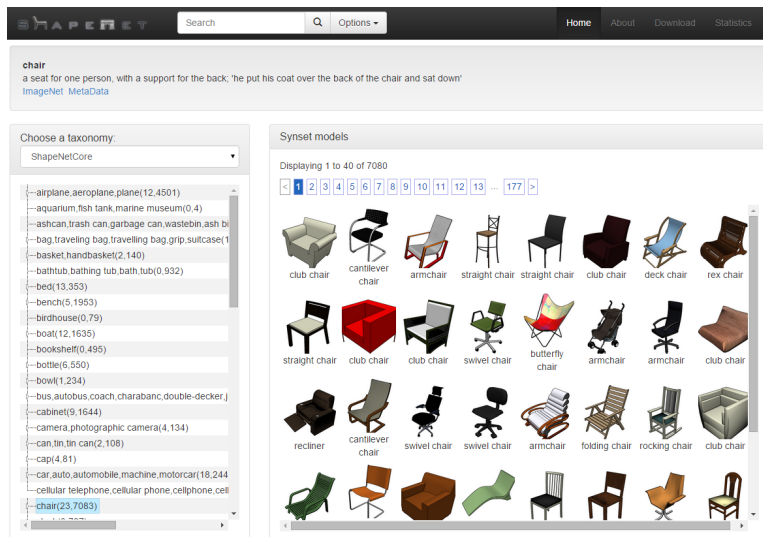 SHAPENET
Search
Options
Home About Download Statistics
chair
a seat for one person, with a support for the back; 'he put his coat over the back of the chair and sat down'
ImageNet MetaData
Choose a taxonomy:
ShapeNetCore
airplane,aeroplane,plane(12,4501)
aquarium,fish tank,marine museum(0,4)
ashcan,trash can,garbage can,wastebin,ash bi
bag,traveling bag,travelling bag,grip,suitcase(1
basket,handbasket(2,140)
bathtub,bathing tub,bath,tub(0,932)
bed(13,353)
bench(5,1953)
birdhouse(0,79)
boat(12,1635)
bookshelf(0,495)
bottle(6,550)
bowl(1,234)
bus,autobus,coach,charabanc,double-decker,j
cabinet(9,1644)
camera,photographic camera(4,134)
can,tin,tin can(2,108)
cap(4,81)
car,auto,automobile,machine,motorcar(18,244
cellular telephone,cellular phone,cellphone,cell
chair(23,7083)
Synset models
Displaying 1 to 40 of 7080
< 1 2 3 4 5 6 7 8 9 10 11 12 13 ... 177 >
club chair cantilever chair armchair straight chair straight chair club chair deck chair rex chair
straight chair club chair club chair swivel chair butterfly chair armchair armchair club chair
recliner cantilever chair swivel chair swivel chair armchair folding chair rocking chair club chair